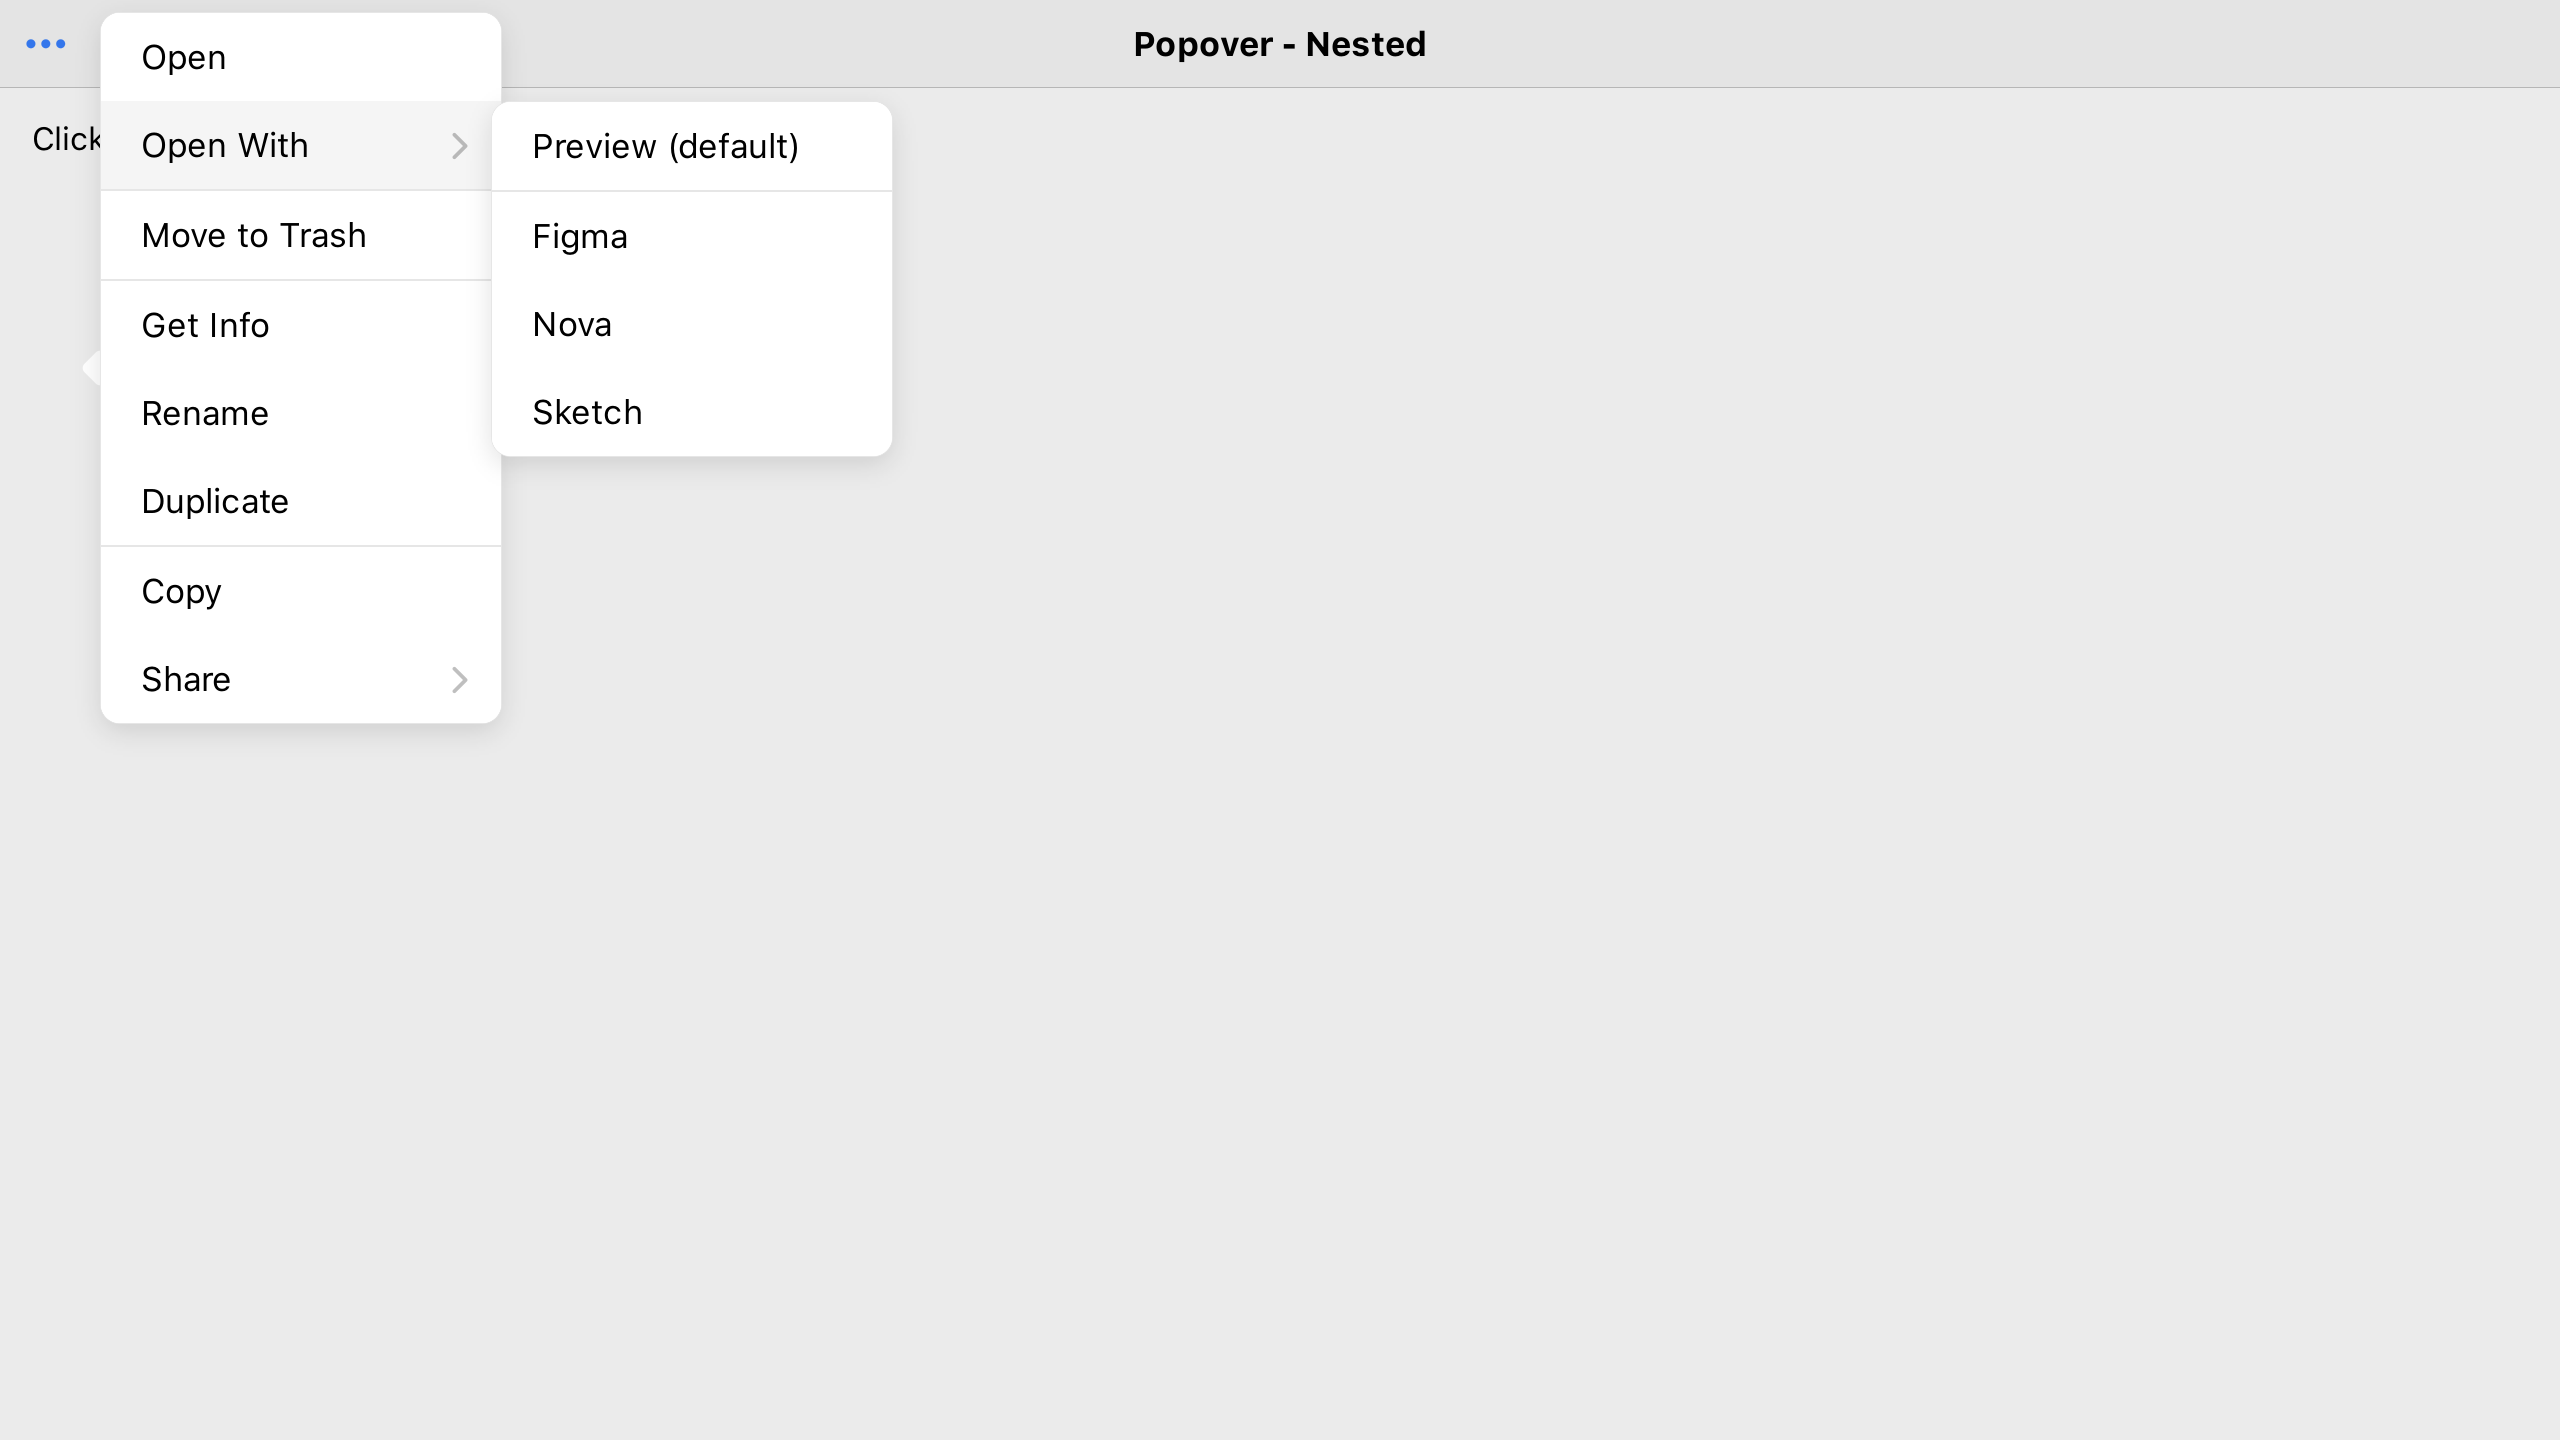 Popover - Nested
Click
Open
Open With
Move to Trash
Get Info
Rename
Duplicate
Copy
Share
Preview (default)
Figma
Nova
Sketch